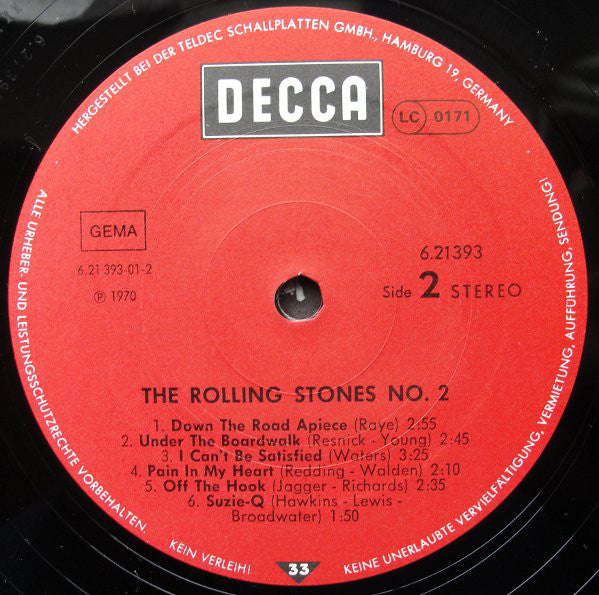 HERGESTELLT BEI DER TELDEC SCHALLPLATTEN GMBH., HAMBURG 19, GERMANY
DECCA
LC 0171
GEMA
6.21 393-01-2
℗ 1970
6.21393
Side 2 STEREO
THE ROLLING STONES NO. 2
1. Down The Road Apiece (Raye) 2:55
2. Under The Boardwalk (Resnick - Young) 2:45
3. I Can't Be Satisfied (Waters) 3:25
4. Pain In My Heart (Redding - Walden) 2:10
5. Off The Hook (Jagger - Richards) 2:35
6. Suzie-Q (Hawkins - Lewis -
Broadwater) 1:50
ALLE URHEBER- UND LEISTUNGSSCHUTZRECHTE VORBEHALTEN.
KEIN VERLEIH!
33
KEINE UNERLAUBTE VERVIELFÄLTIGUNG, VERMIETUNG, AUFFÜHRUNG, SENDUNG!